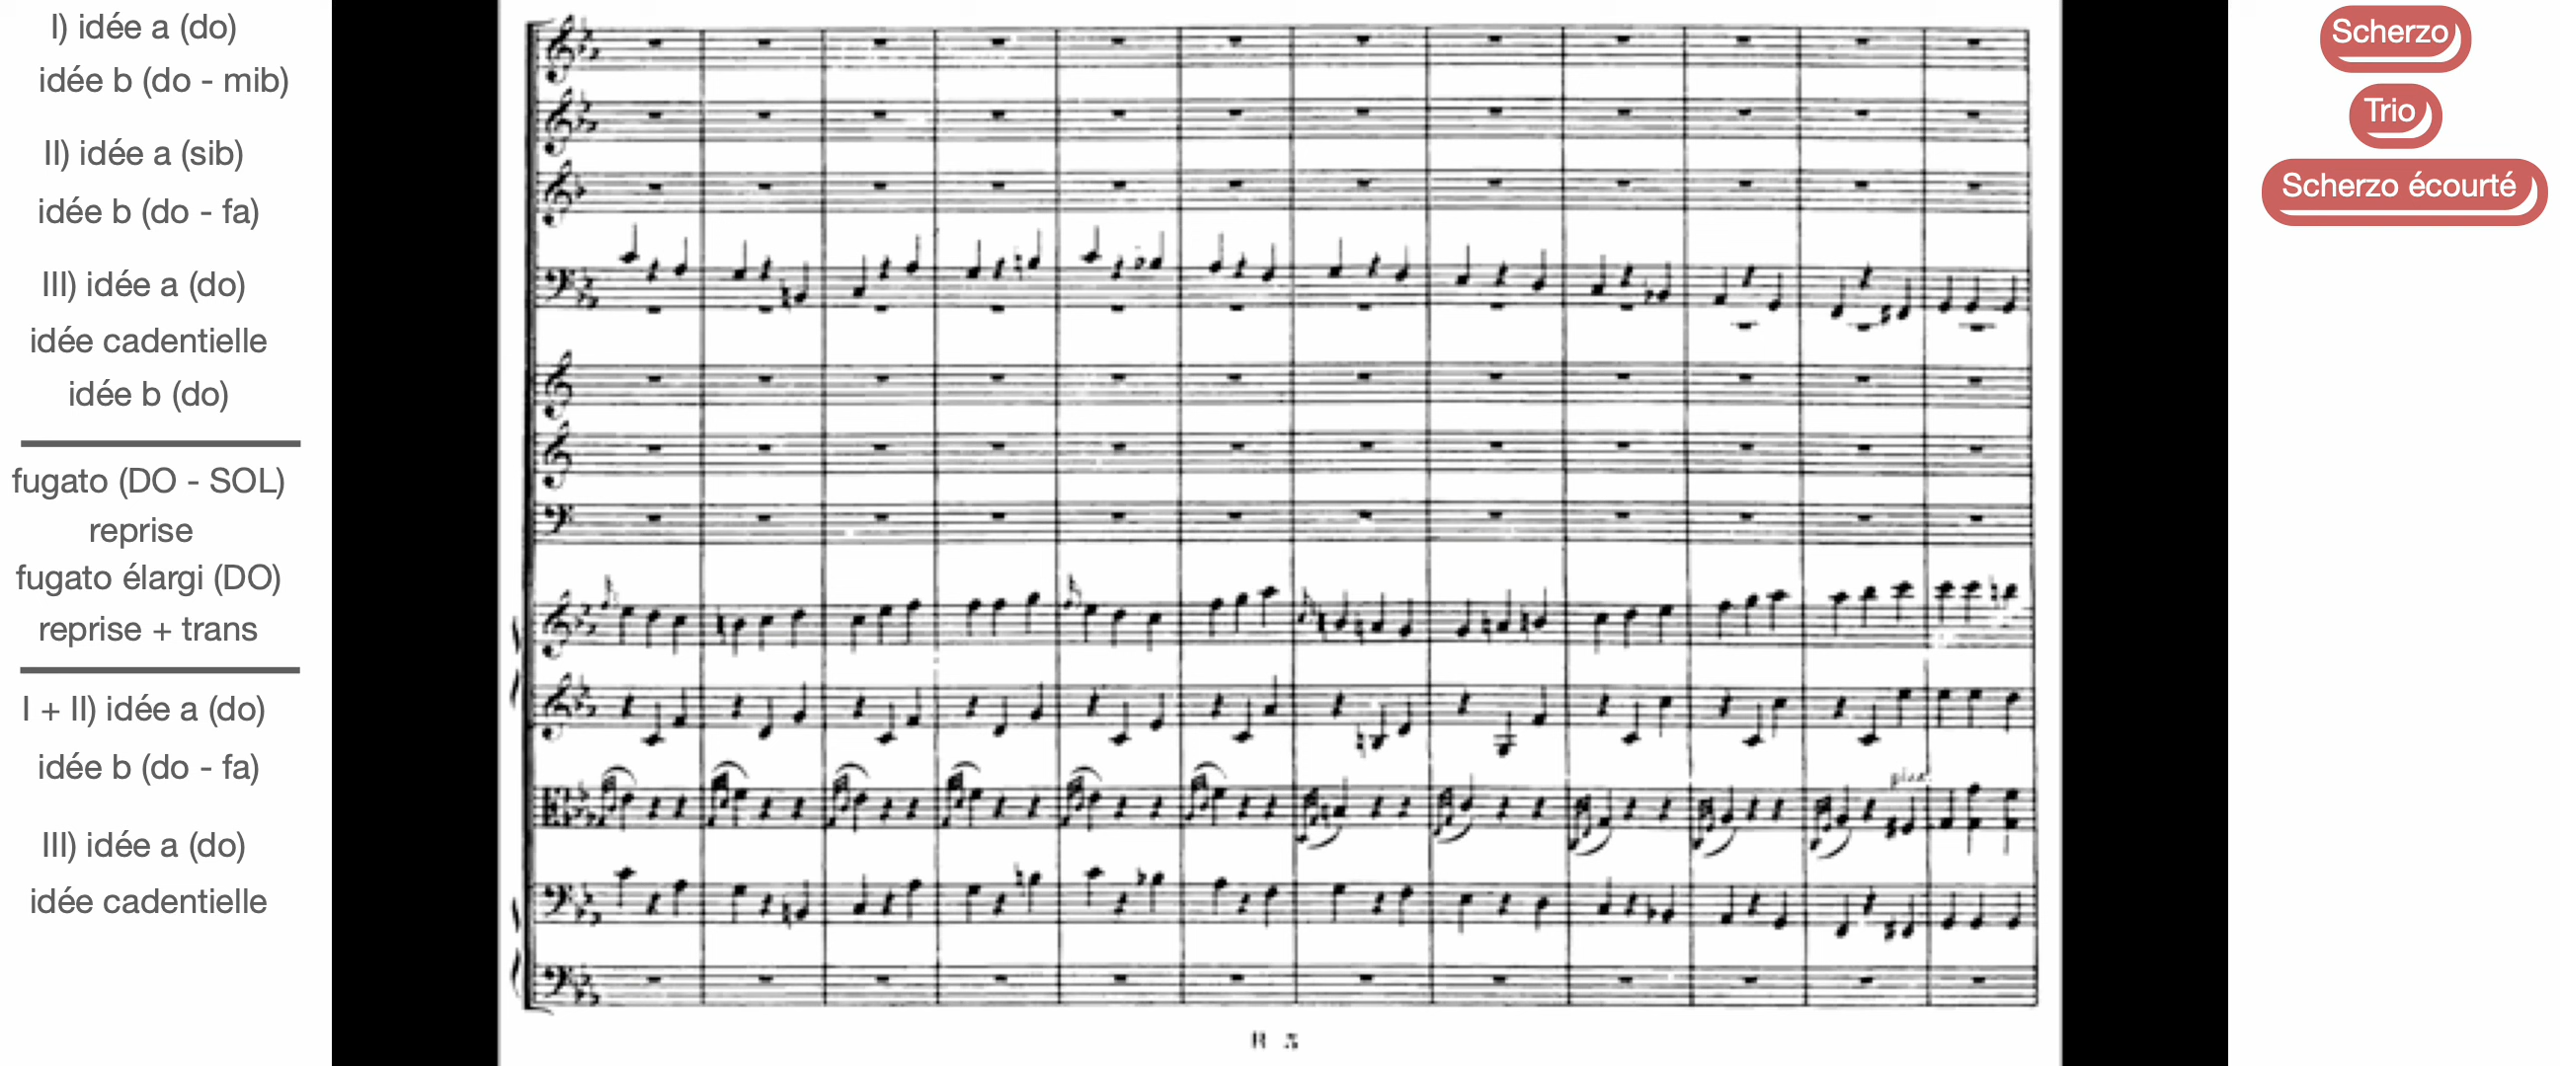 I) idée a (do)
idée b (do - mib)
II) idée a (sib)
idée b (do - fa)
III) idée a (do)
idée cadentielle
idée b (do)
fugato (DO - SOL)
reprise
fugato élargi (DO)
reprise + trans
I + II) idée a (do)
idée b (do - fa)
III) idée a (do)
idée cadentielle
Scherzo
Trio
Scherzo écourté